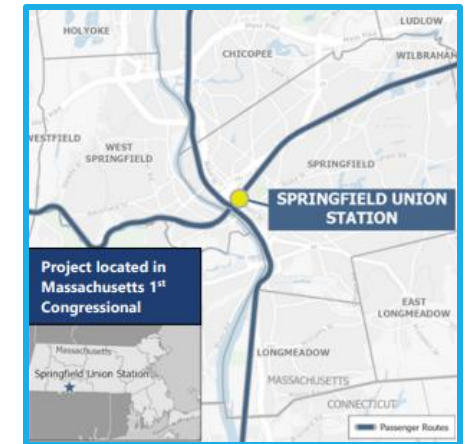 LUDLOW
HOLYOKE
CHICOPEE
WILBRAHAM
WESTFIELD
WEST
SPRINGFIELD
SPRINGFIELD
SPRINGFIELD UNION
STATION
Project located in
Massachusetts 1st
Congressional
EAST
LONGMEADOW
Massachusetts
Springfield Union Station
LONGMEADOW
MASSACHUSETTS
CONNECTICUT
Passenger Routes